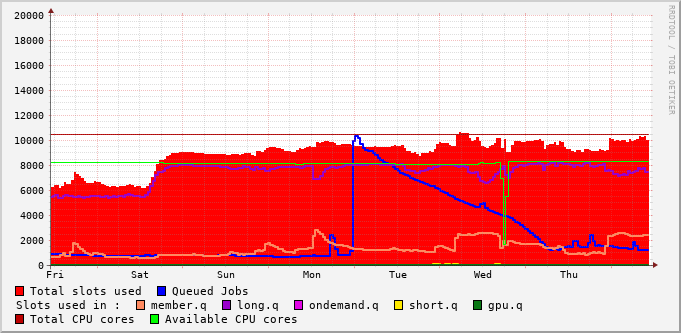 RRDTOOL / TOBI OETIKER
20000
18000
16000
14000
12000
10000
8000
6000
4000
2000
0
Fri Sat Sun Mon Tue Wed Thu
Total slots used Queued Jobs
Slots used in : member.q long.q ondemand.q short.q gpu.q
Total CPU cores Available CPU cores